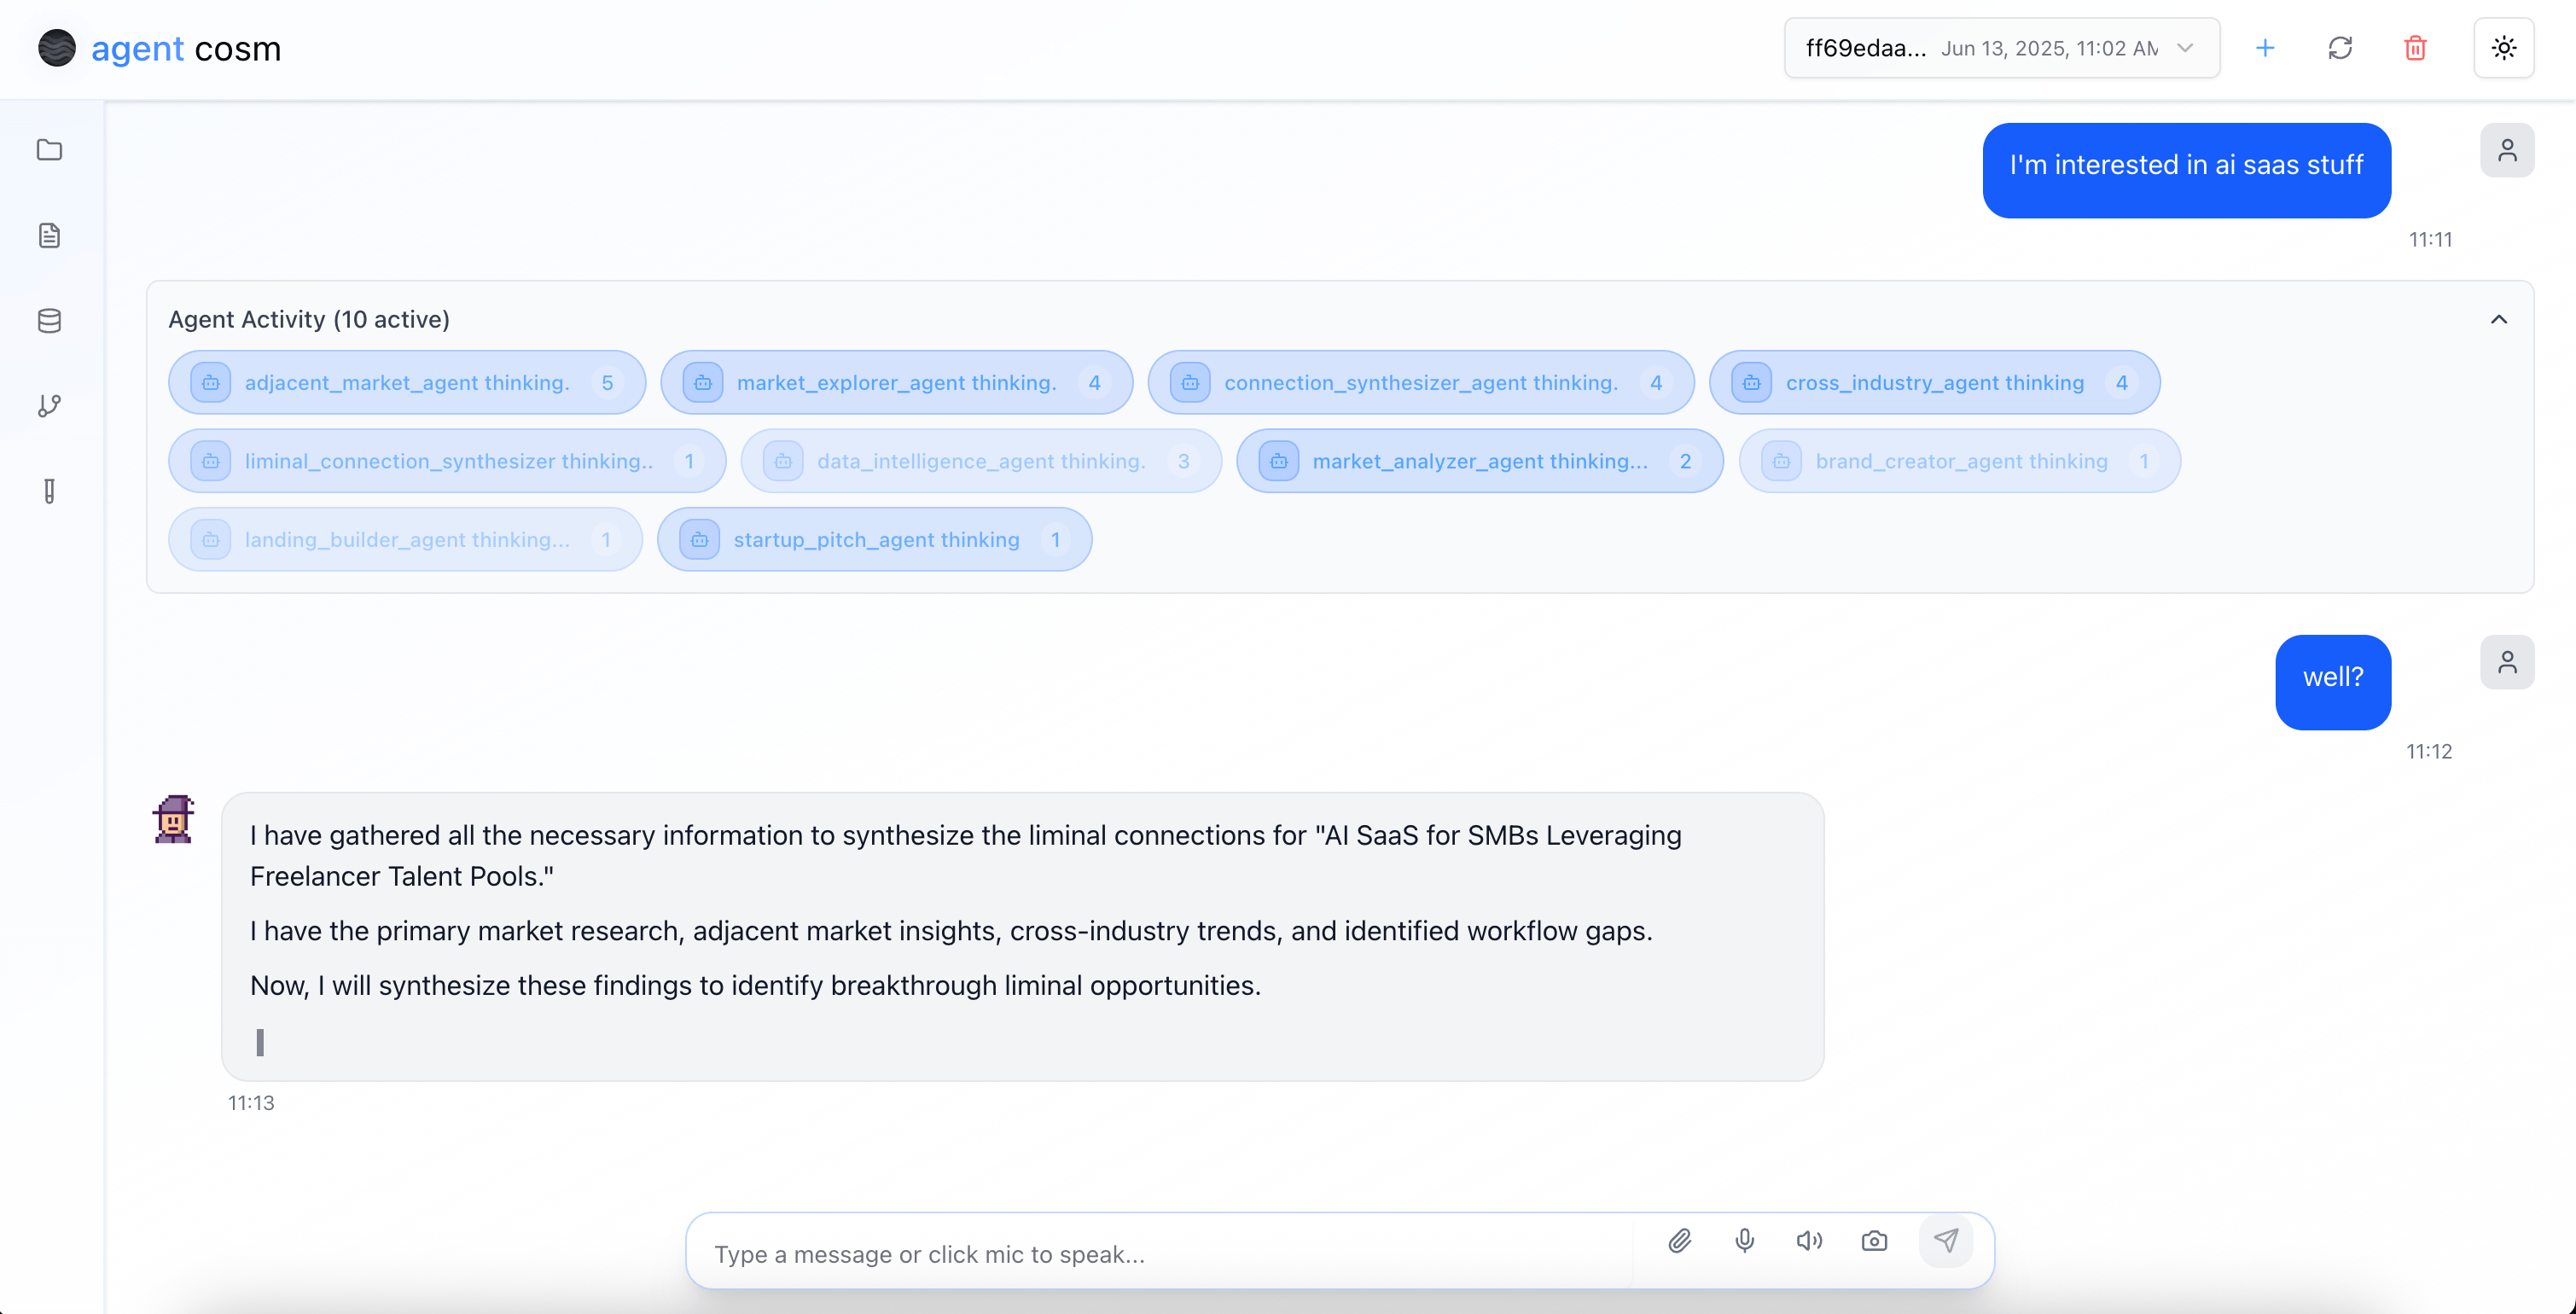 agent cosm
ff69edaa... Jun 13, 2025, 11:02 AM
I'm interested in ai saas stuff
11:11
Agent Activity (10 active)
adjacent_market_agent thinking. 5
market_explorer_agent thinking. 4
connection_synthesizer_agent thinking. 4
cross_industry_agent thinking 4
liminal_connection_synthesizer thinking.. 1
data_intelligence_agent thinking. 3
market_analyzer_agent thinking... 2
brand_creator_agent thinking 1
landing_builder_agent thinking... 1
startup_pitch_agent thinking 1
well?
11:12
I have gathered all the necessary information to synthesize the liminal connections for "AI SaaS for SMBs Leveraging
Freelancer Talent Pools."
I have the primary market research, adjacent market insights, cross-industry trends, and identified workflow gaps.
Now, I will synthesize these findings to identify breakthrough liminal opportunities.
11:13
Type a message or click mic to speak...